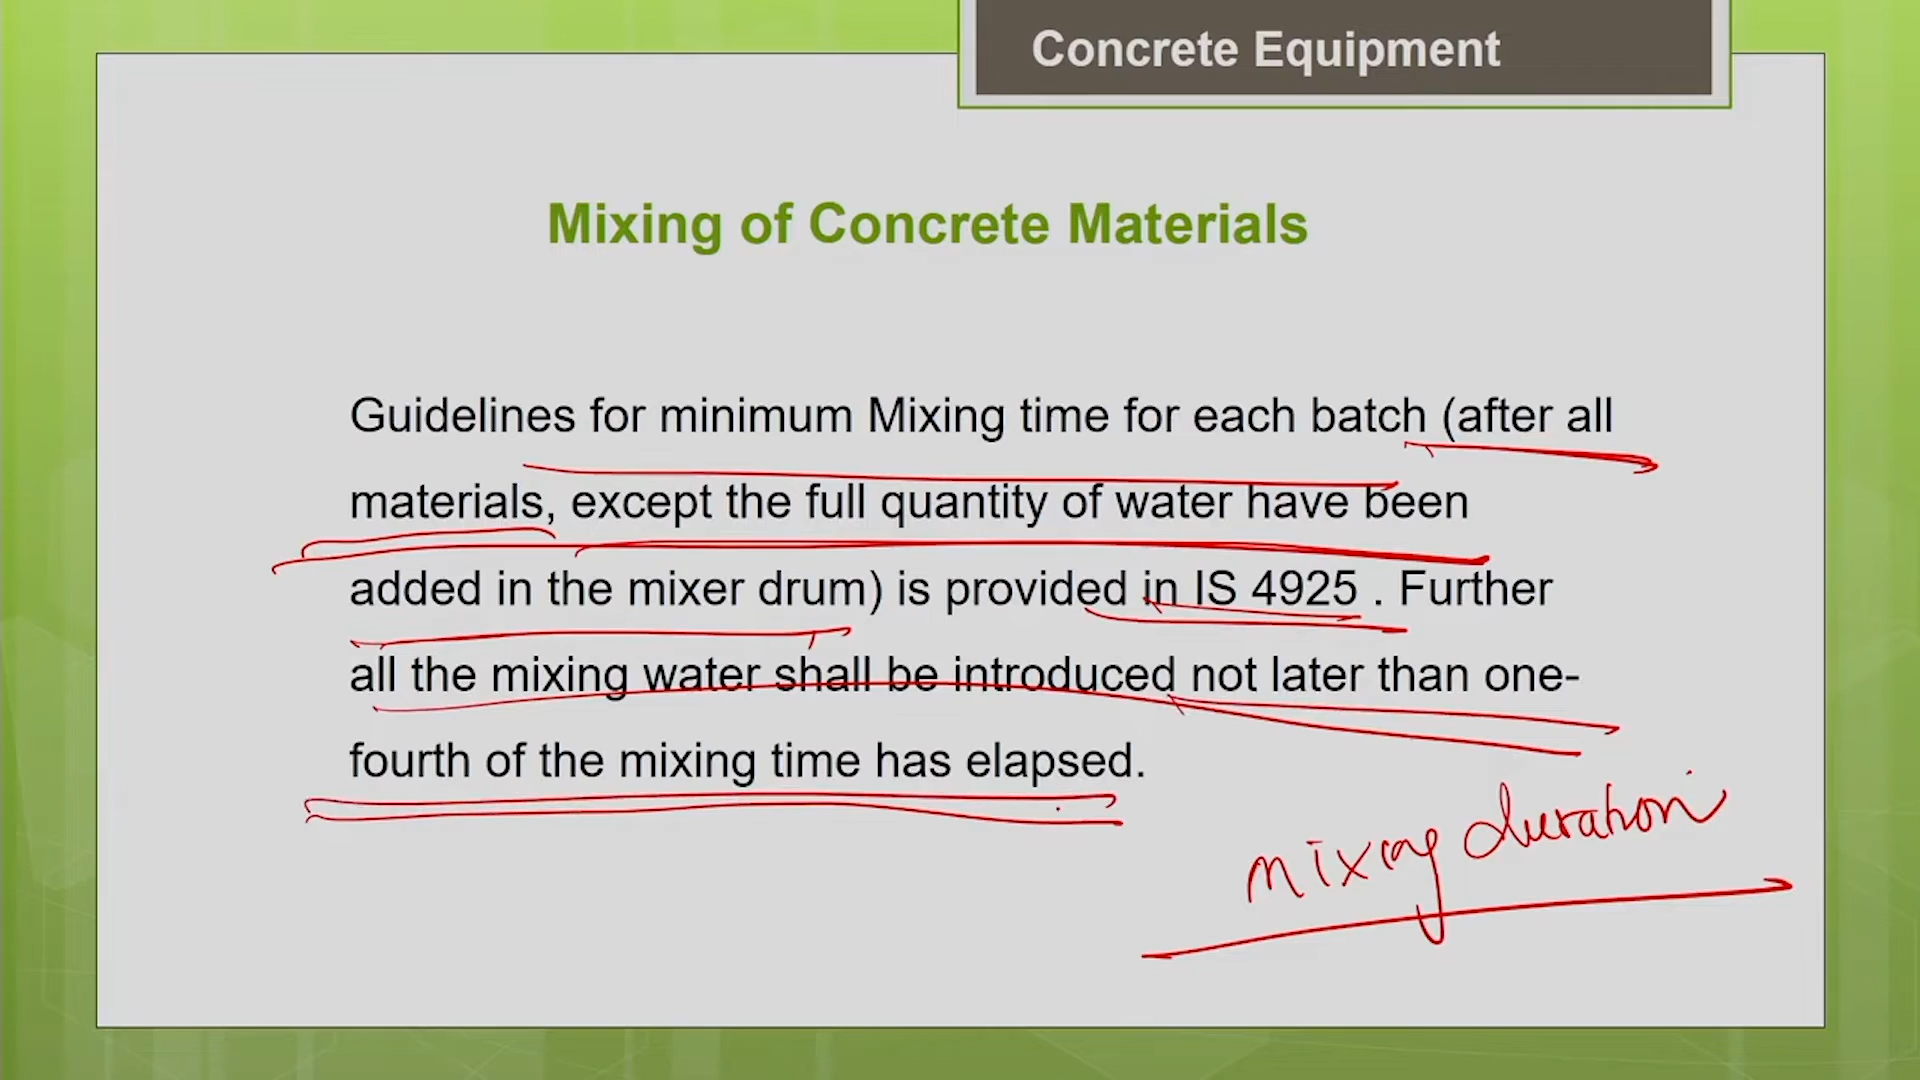 Concrete Equipment
Mixing of Concrete Materials
Guidelines for minimum Mixing time for each batch (after all
materials, except the full quantity of water have been
added in the mixer drum) is provided in IS 4925 . Further
all the mixing water shall be introduced not later than one-
fourth of the mixing time has elapsed.
mixing duration